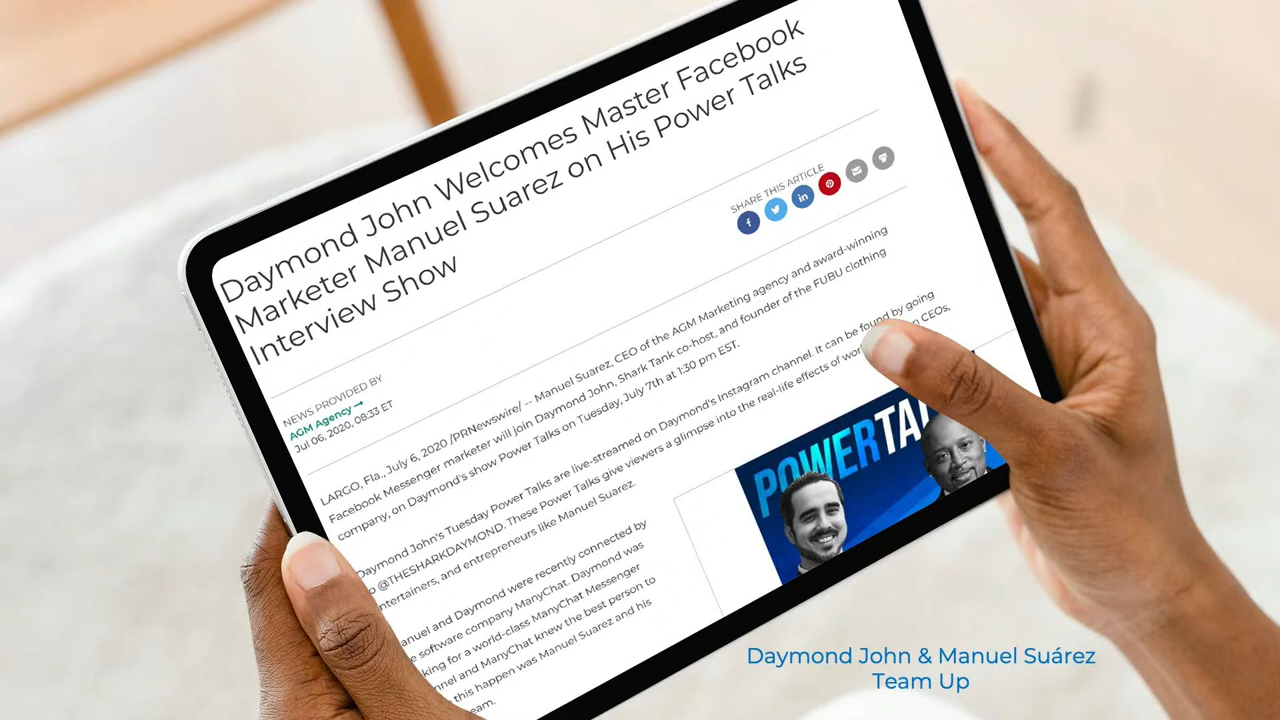 Daymond John Welcomes Master Facebook
Marketer Manuel Suarez on His Power Talks
Interview Show
SHARE THIS ARTICLE
NEWS PROVIDED BY
AGM Agency →
Jul 06, 2020, 08:33 ET
LARGO, Fla., July 6, 2020 /PRNewswire/ -- Manuel Suarez, CEO of the AGM Marketing agency and award-winning
Facebook Messenger marketer will join Daymond John, Shark Tank co-host, and founder of the FUBU clothing
company, on Daymond's show Power Talks on Tuesday, July 7th at 1:30 pm EST.
Daymond John's Tuesday Power Talks are live-streamed on Daymond's Instagram channel. It can be found by going
@THESHARKDAYMOND. These Power Talks give viewers a glimpse into the real-life effects of CEOs,
and entrepreneurs like Manuel Suarez.
and Daymond were recently connected by
software company ManyChat. Daymond was
for a world-class ManyChat Messenger
and ManyChat knew the best person to
this happen was Manuel Suarez and his
POWER
Daymond John & Manuel Suárez
Team Up